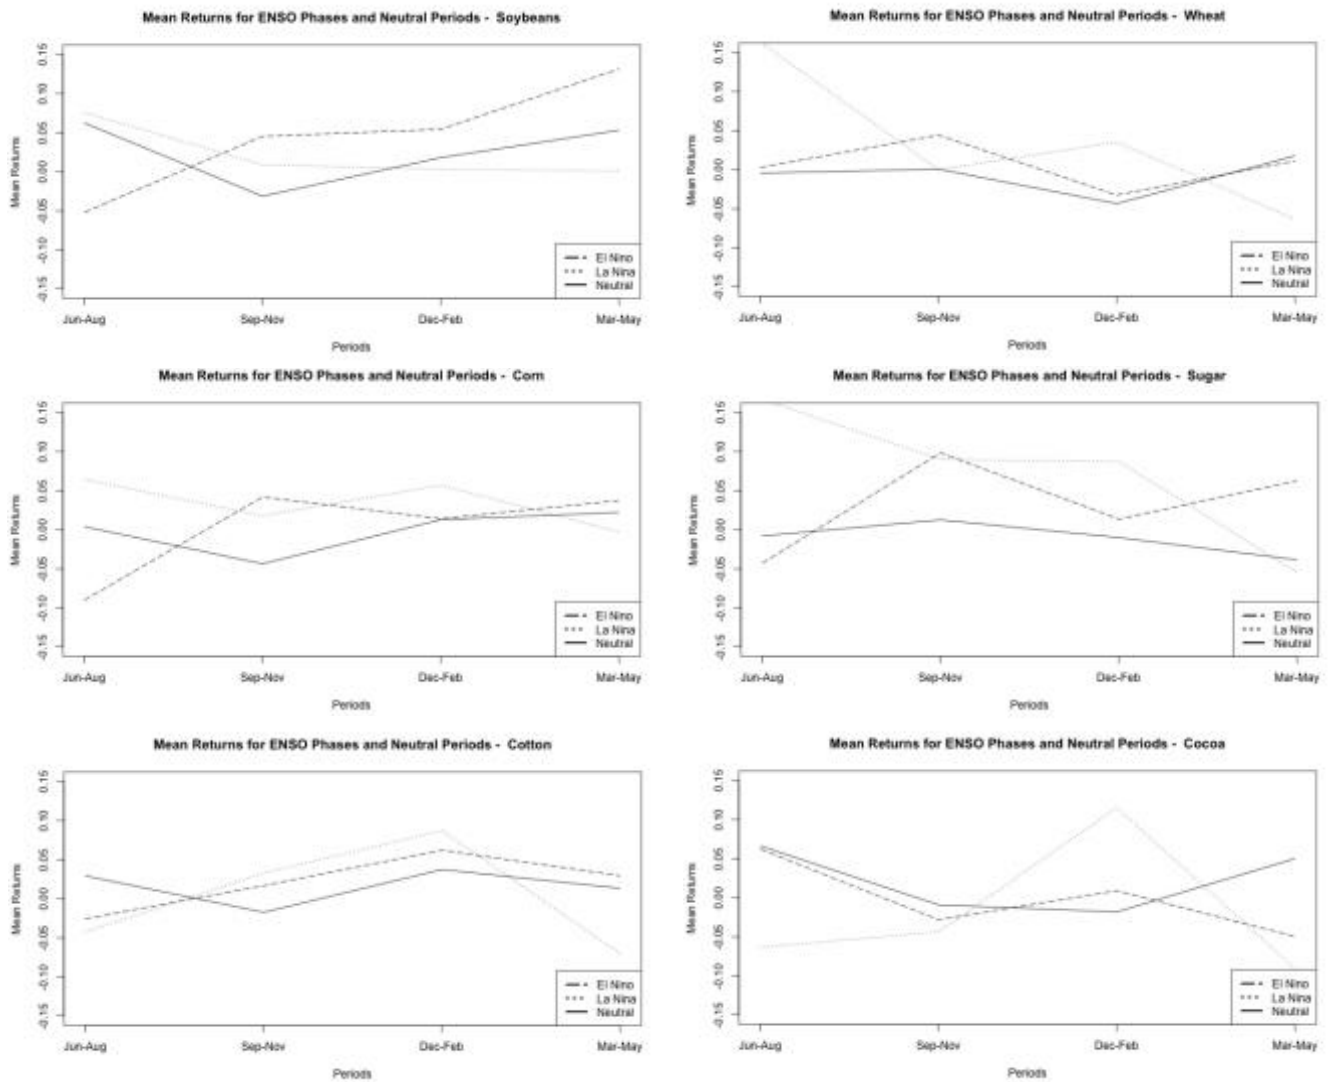 Mean Returns for ENSO Phases and Neutral Periods - Soybeans
Mean Returns
0.15
0.10
0.05
0.00
-0.05
-0.10
-0.15
El Nino
La Nina
Neutral
Jun-Aug
Sep-Nov
Dec-Feb
Mar-May
Periods
Mean Returns for ENSO Phases and Neutral Periods - Wheat
Mean Returns
0.15
0.10
0.05
0.00
-0.05
-0.10
-0.15
El Nino
La Nina
Neutral
Jun-Aug
Sep-Nov
Dec-Feb
Mar-May
Periods
Mean Returns for ENSO Phases and Neutral Periods - Corn
Mean Returns
0.15
0.10
0.05
0.00
-0.05
-0.10
-0.15
El Nino
La Nina
Neutral
Jun-Aug
Sep-Nov
Dec-Feb
Mar-May
Periods
Mean Returns for ENSO Phases and Neutral Periods - Sugar
Mean Returns
0.15
0.10
0.05
0.00
-0.05
-0.10
-0.15
El Nino
La Nina
Neutral
Jun-Aug
Sep-Nov
Dec-Feb
Mar-May
Periods
Mean Returns for ENSO Phases and Neutral Periods - Cotton
Mean Returns
0.15
0.10
0.05
0.00
-0.05
-0.10
-0.15
El Nino
La Nina
Neutral
Jun-Aug
Sep-Nov
Dec-Feb
Mar-May
Periods
Mean Returns for ENSO Phases and Neutral Periods - Cocoa
Mean Returns
0.15
0.10
0.05
0.00
-0.05
-0.10
-0.15
El Nino
La Nina
Neutral
Jun-Aug
Sep-Nov
Dec-Feb
Mar-May
Periods